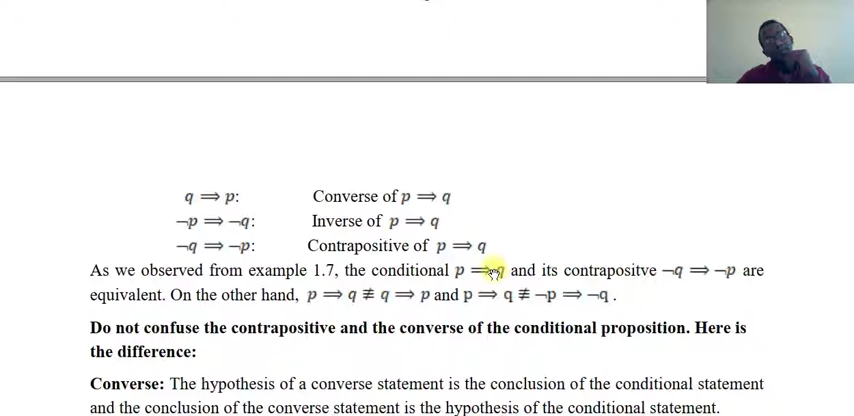 q ⟹ p: Converse of p ⟹ q
¬p ⟹ ¬q: Inverse of p ⟹ q
¬q ⟹ ¬p: Contrapositive of p ⟹ q
As we observed from example 1.7, the conditional p ⟹ q and its contrapositve ¬q ⟹ ¬p are
equivalent. On the other hand, p ⟹ q ≢ q ⟹ p and p ⟹ q ≢ ¬p ⟹ ¬q .
Do not confuse the contrapositive and the converse of the conditional proposition. Here is
the difference:
Converse: The hypothesis of a converse statement is the conclusion of the conditional statement
and the conclusion of the converse statement is the hypothesis of the conditional statement.